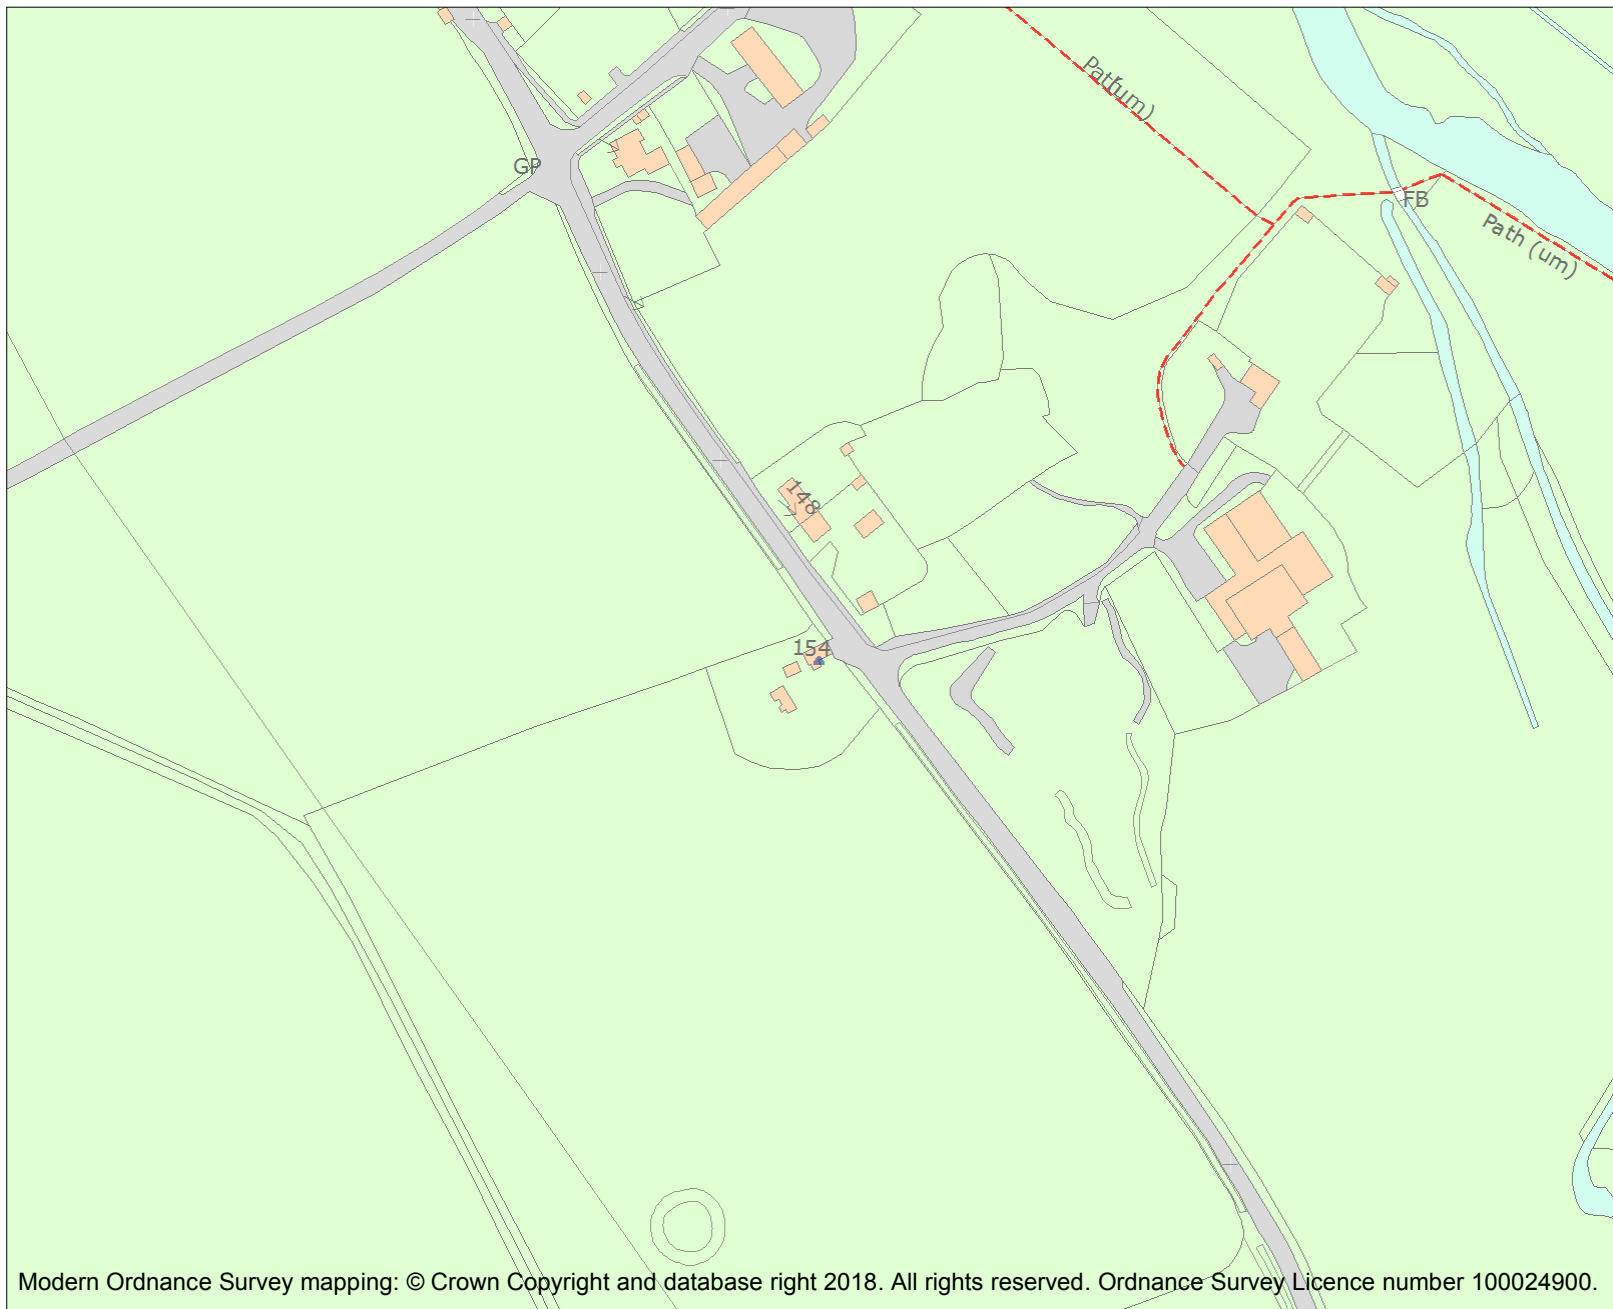 Path (um)
GP
FB
Path (um)
148
154
Modern Ordnance Survey mapping: © Crown Copyright and database right 2018. All rights reserved. Ordnance Survey Licence number 100024900.